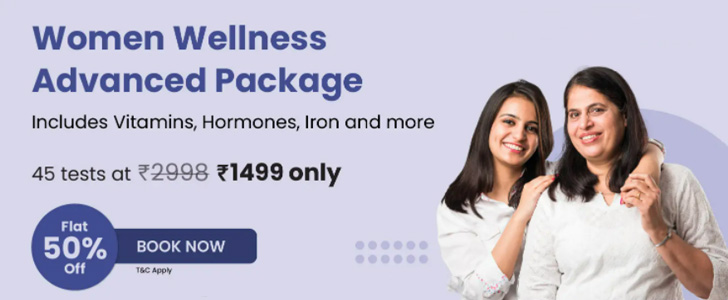 Women Wellness
Advanced Package
Includes Vitamins, Hormones, Iron and more
45 tests at ₹2998 ₹1499 only
Flat
50%
Off
BOOK NOW
T&C Apply